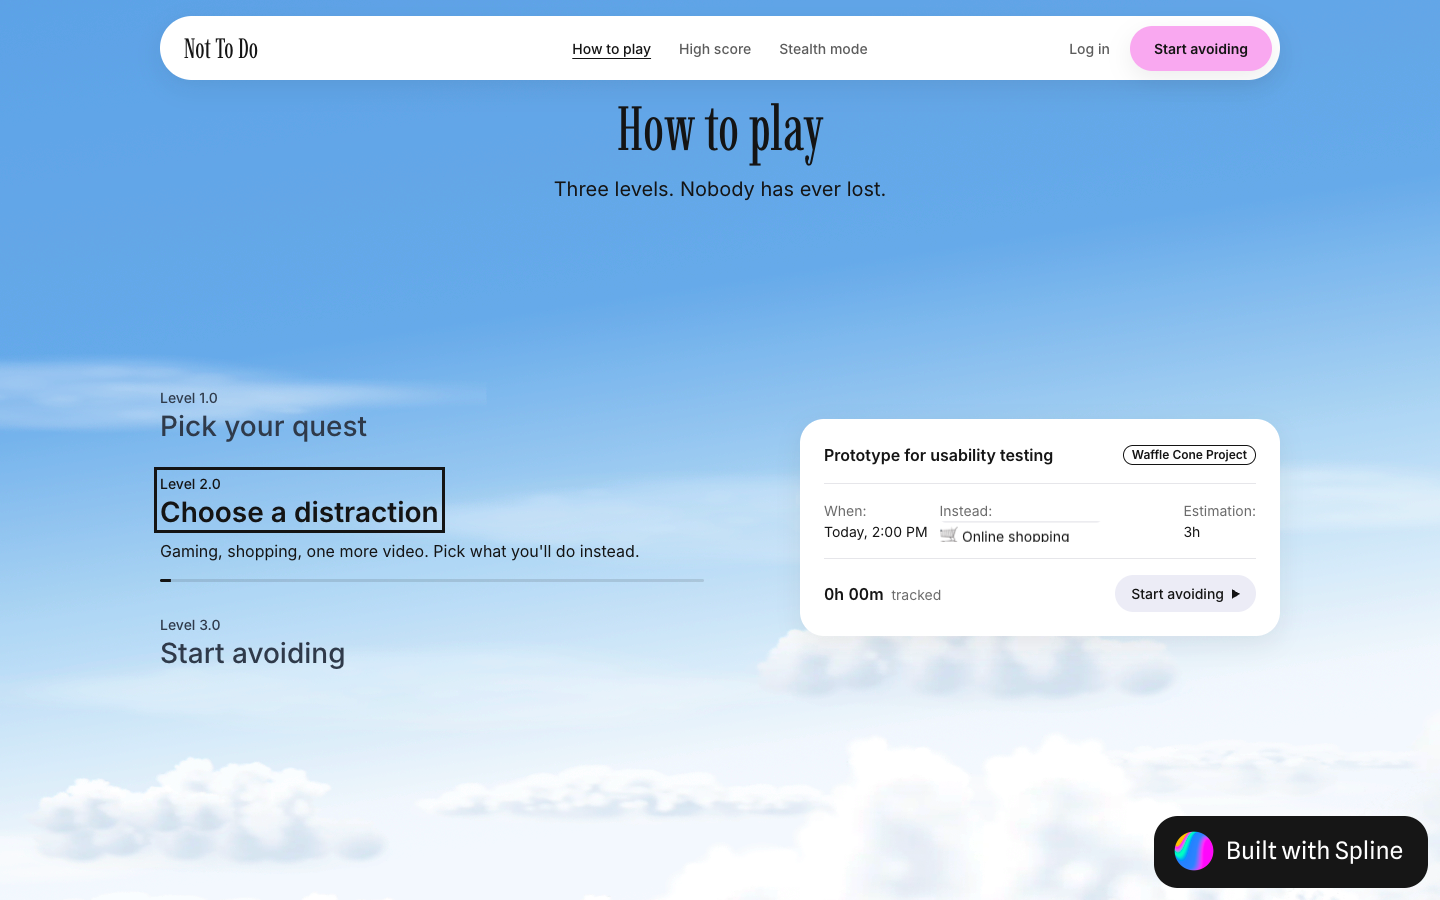 Not To Do
How to play
High score
Stealth mode
Log in
Start avoiding
How to play
Three levels. Nobody has ever lost.
Level 1.0
Pick your quest
Level 2.0
Choose a distraction
Gaming, shopping, one more video. Pick what you'll do instead.
Level 3.0
Start avoiding
Prototype for usability testing
Waffle Cone Project
When:
Today, 2:00 PM
Instead:
🛒 Online shopping
Estimation:
3h
0h 00m tracked
Start avoiding
Built with Spline